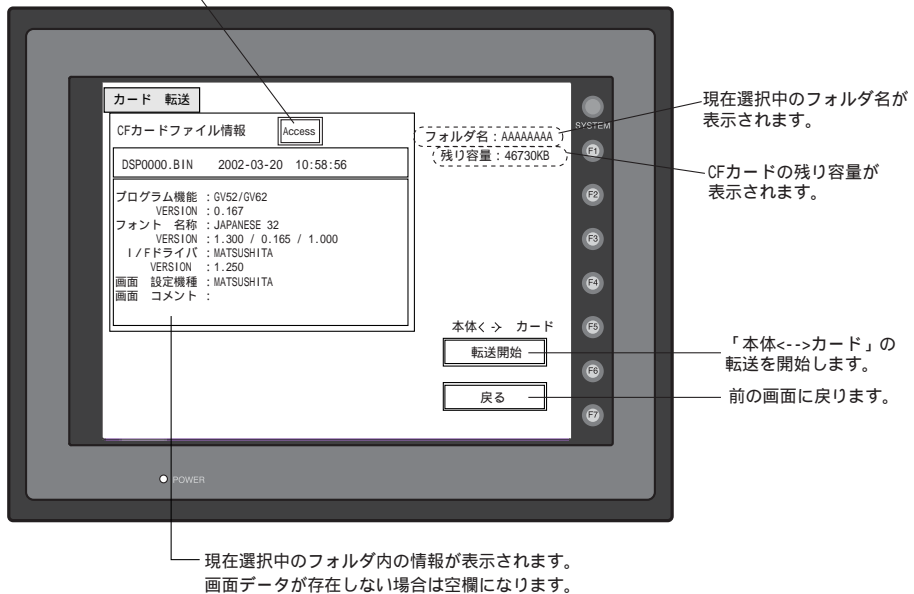 カード 転送
CFカードファイル情報
Access
DSP0000.BIN 2002-03-20 10:58:56
プログラム機能 : GV52/GV62
VERSION : 0.167
フォント 名称 : JAPANESE 32
VERSION : 1.300 / 0.165 / 1.000
I/Fドライバ : MATSUSHITA
VERSION : 1.250
画面 設定機種 : MATSUSHITA
画面 コメント :
フォルダ名:AAAAAAAA
残り容量:46730KB
本体<-> カード
転送開始
戻る
SYSTEM
F1
F2
F3
F4
F5
F6
F7
POWER
現在選択中のフォルダ名が
表示されます。
CFカードの残り容量が
表示されます。
「本体<-->カード」の
転送を開始します。
前の画面に戻ります。
現在選択中のフォルダ内の情報が表示されます。
画面データが存在しない場合は空欄になります。